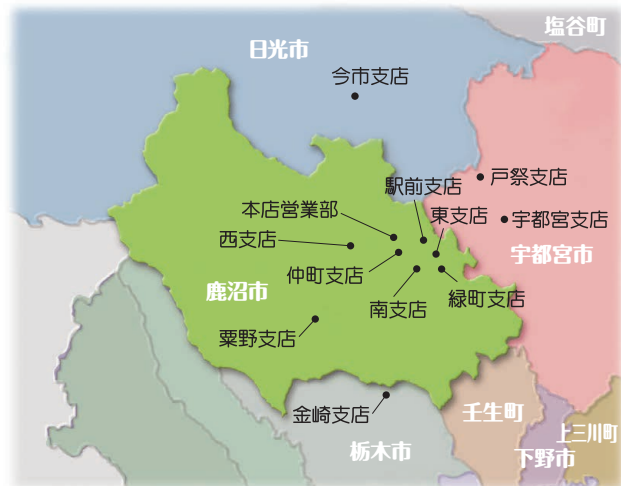 塩谷町
日光市
今市支店
戸祭支店
駅前支店
本店営業部
東支店
宇都宮支店
西支店
宇都宮市
仲町支店
鹿沼市
緑町支店
南支店
粟野支店
金崎支店
壬生町
上三川町
栃木市
下野市